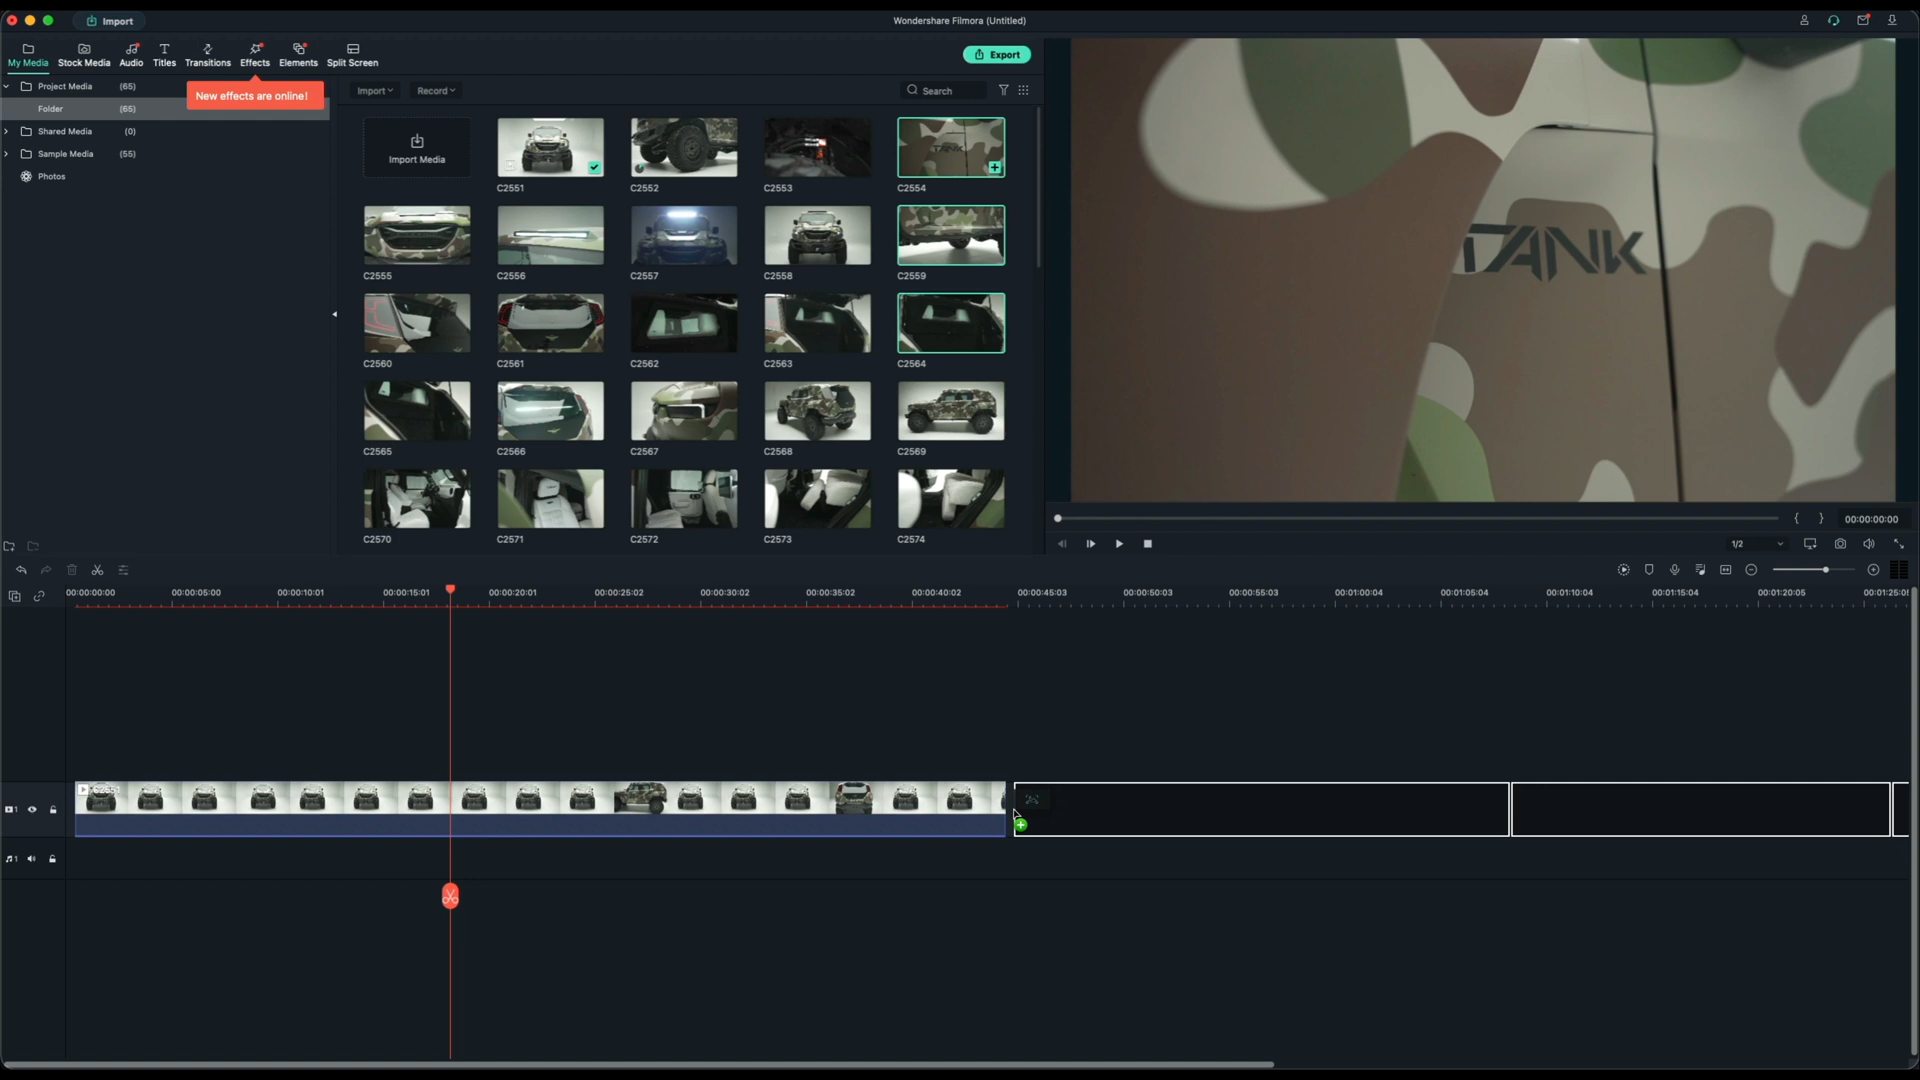 Import
Wondershare Filmora (Untitled)
My Media
Stock Media
Audio
Titles
Transitions
Effects
Elements
Split Screen
Export
Project Media (65)
Folder (65)
Shared Media (0)
Sample Media (55)
Photos
New effects are online!
Import
Record
Search
Import Media
C2551
C2552
C2553
C2554
C2555
C2556
C2557
C2558
C2559
C2560
C2561
C2562
C2563
C2564
C2565
C2566
C2567
C2568
C2569
C2570
C2571
C2572
C2573
C2574
TANK
TANK
{ } 00:00:00:00
1/2
00:00:00:00 00:00:05:00 00:00:10:01 00:00:15:01 00:00:20:01 00:00:25:02 00:00:30:02 00:00:35:02 00:00:40:02 00:00:45:03 00:00:50:03 00:00:55:03 00:01:00:04 00:01:05:04 00:01:10:04 00:01:15:04 00:01:20:05 00:01:25:05
C2551
1
1